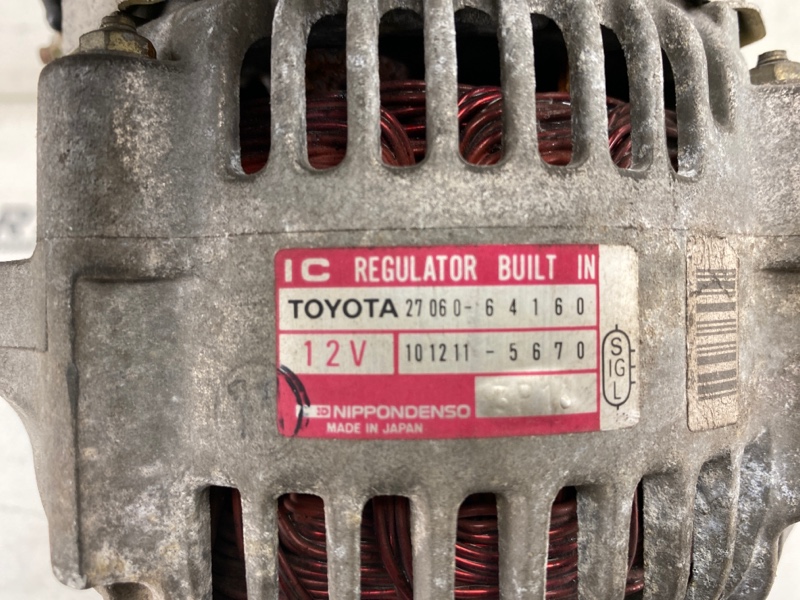 IC REGULATOR BUILT IN
TOYOTA 27060-64160
12V 101211-5670
S
IG
L
NIPPONDENSO
MADE IN JAPAN